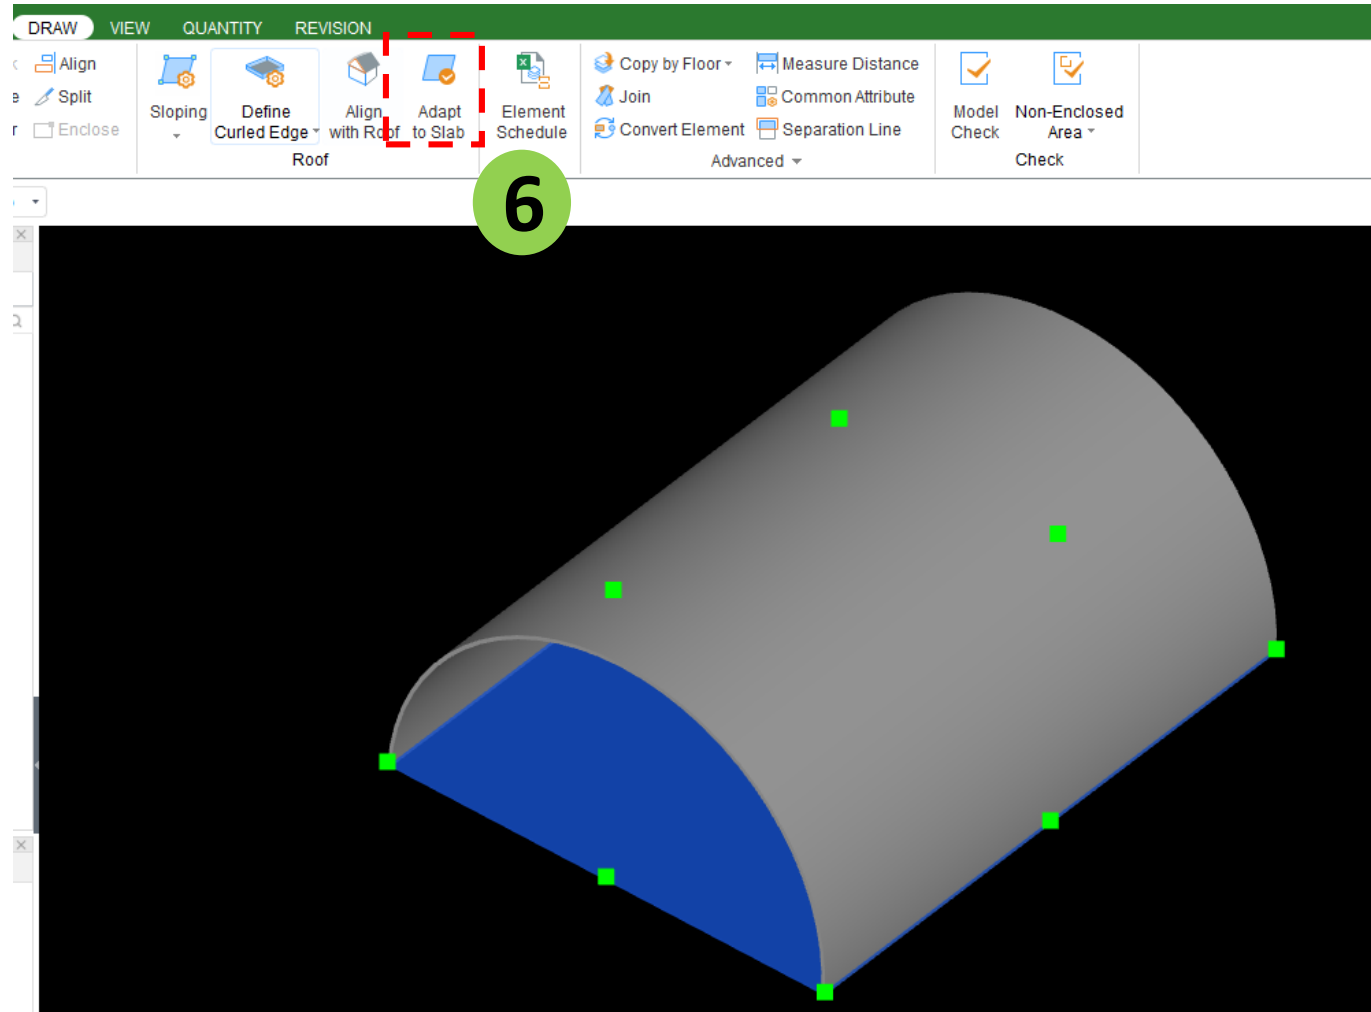 DRAW VIEW QUANTITY REVISION
Align
Split
Enclose
Sloping
Define
Curled Edge
Align
with Roof
Adapt
to Slab
Roof
Element
Schedule
Copy by Floor
Join
Convert Element
Measure Distance
Common Attribute
Separation Line
Advanced
Model
Check
Non-Enclosed
Area
Check
6